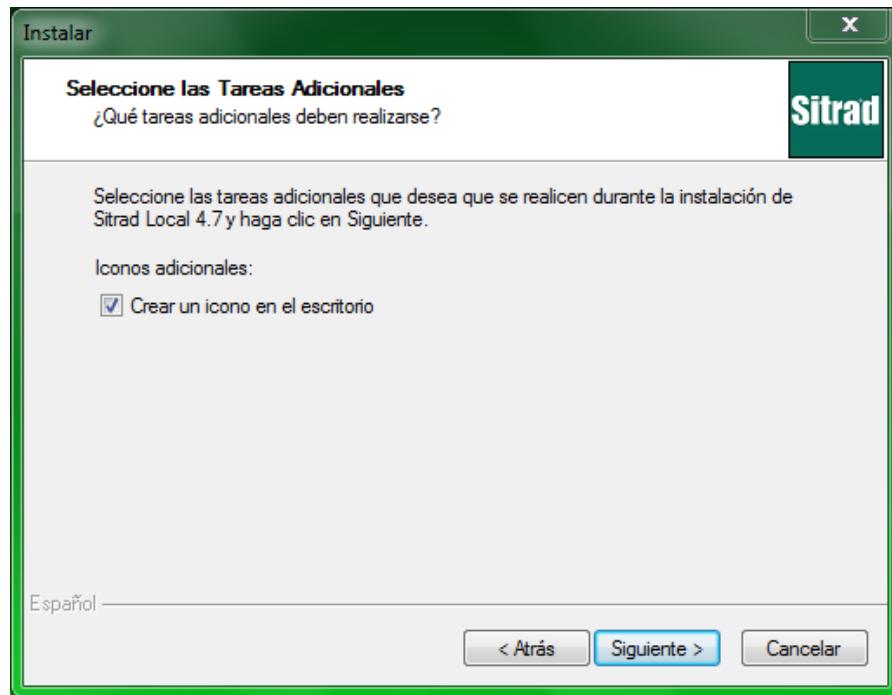 Instalar
X
Seleccione las Tareas Adicionales
¿Qué tareas adicionales deben realizarse?
Sitrad
Seleccione las tareas adicionales que desea que se realicen durante la instalación de
Sitrad Local 4.7 y haga clic en Siguiente.
Iconos adicionales:
Crear un icono en el escritorio
Español
< Atrás
Siguiente >
Cancelar